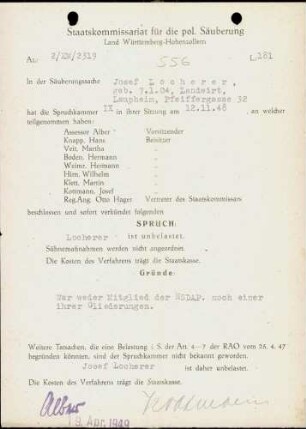 Staatskommissariat für die pol. Säuberung
Land Württemberg-Hohenzollern
Az.: 2/IX/2319
556
L 181
In der Säuberungssache Josef Locherer,
geb. 7.1.04, Landwirt,
Laupheim, Pfeiffergasse 32
hat die Spruchkammer IX in ihrer Sitzung am 12.11.48 an welcher
teilgenommen haben:
Assessor Alber Vorsitzender
Knapp, Hans Beisitzer
Veit, Martha "
Beden, Hermann "
Weiner, Hermann "
Hirn, Wilhelm "
Keil, Martin "
Kottmann, Josef "
Reg.Ang. Otto Hager Vertreter des Staatskommissars
beschlossen und sofort verkündet folgenden
SPRUCH:
Locherer
ist unbelastet.
Sühnemaßnahmen werden nicht angeordnet.
Die Kosten des Verfahrens trägt die Staatskasse.
Gründe:
War weder Mitglied der NSDAP. noch einer
ihrer Gliederungen.
Weitere Tatsachen, die eine Belastung i. S. der Art. 4-7 der RAO vom 25. 4. 47
begründen könnten, sind der Spruchkammer nicht bekannt geworden.
Josef Locherer
ist daher unbelastet.
Die Kosten des Verfahrens trägt die Staatskasse.
Alber
Apr. 1949